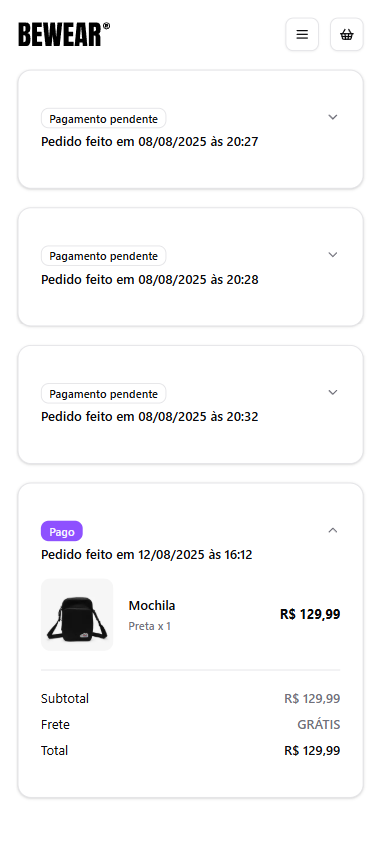 BEWEAR®
Pagamento pendente
Pedido feito em 08/08/2025 às 20:27
Pagamento pendente
Pedido feito em 08/08/2025 às 20:28
Pagamento pendente
Pedido feito em 08/08/2025 às 20:32
Pago
Pedido feito em 12/08/2025 às 16:12
Mochila
Preta x 1
R$ 129,99
Subtotal R$ 129,99
Frete GRÁTIS
Total R$ 129,99